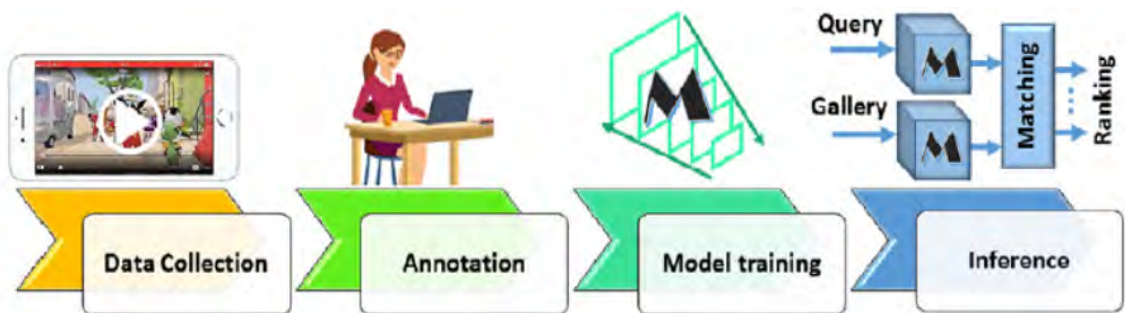 Query
Gallery
M
M
M
Matching
Ranking
Data Collection
Annotation
Model training
Inference